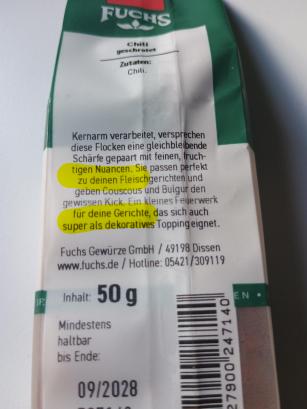 FUCHS
Chili
geschrotet
Zutaten:
Chili.
Kernarm verarbeitet, versprechen
diese Flocken eine gleichbleibende
Schärfe gepaart mit feinen, fruch-
tigen Nuancen. Sie passen perfekt
zu deinen Fleischgerichten und
geben Couscous und Bulgur den
gewissen Kick. Ein kleines Feuerwerk
für deine Gerichte, das sich auch
super als dekoratives Topping eignet.
Fuchs Gewürze GmbH / 49198 Dissen
www.fuchs.de / Hotline: 05421/309119
Inhalt: 50 g
Mindestens
haltbar
bis Ende:
09/2028
27900 247140